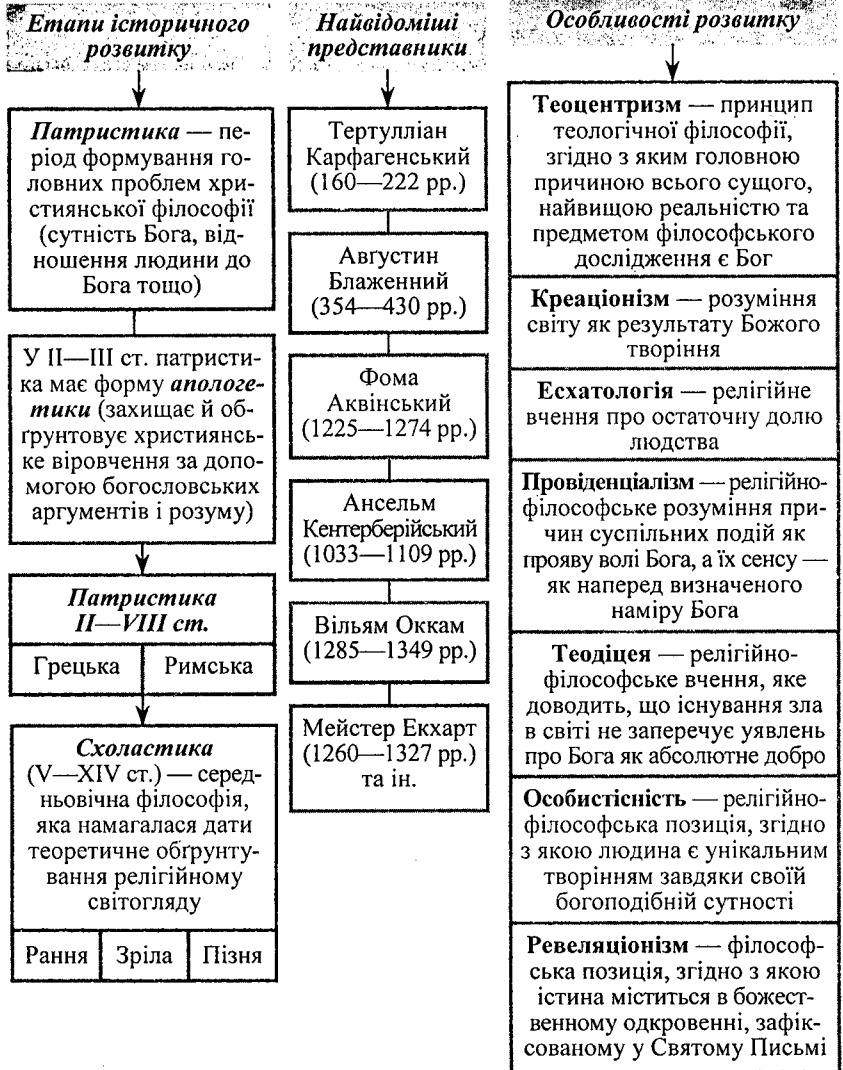 Етапи історичного
розвитку
Патристика — пе-
ріод формування го-
ловних проблем хри-
стиянської філософії
(сутність Бога, від-
ношення людини до
Бога тощо)
У II—III ст. патристи-
ка має форму апологе-
тики (захищає й об-
ґрунтовує християнсь-
ке віровчення за допо-
могою богословських
аргументів і розуму)
Патристика
II—VIII ст.
Грецька
Римська
Схоластика
(V—XIV ст.) — серед-
ньовічна філософія,
яка намагалася дати
теоретичне обґрунту-
вання релігійному
світогляду
Рання
Зріла
Пізня
Найвідоміші
представники
Тертулліан
Карфагенський
(160—222 рр.)
Авґустин
Блаженний
(354—430 рр.)
Фома
Аквінський
(1225—1274 рр.)
Ансельм
Кентерберійський
(1033—1109 рр.)
Вільям Оккам
(1285—1349 рр.)
Мейстер Екхарт
(1260—1327 рр.)
та ін.
Особливості розвитку
Теоцентризм — принцип
теологічної філософії,
згідно з яким головною
причиною всього сущого,
найвищою реальністю та
предметом філософського
дослідження є Бог
Креаціонізм — розуміння
світу як результату Божого
творіння
Есхатологія — релігійне
вчення про остаточну долю
людства
Провіденціалізм — релігійно-
філософське розуміння при-
чин суспільних подій як
прояву волі Бога, а їх сенсу —
як наперед визначеного
наміру Бога
Теодіцея — релігійно-
філософське вчення, яке
доводить, що існування зла
в світі не заперечує уявлень
про Бога як абсолютне добро
Особистісність — релігійно-
філософська позиція, згідно
з якою людина є унікальним
творінням завдяки своїй
богоподібній сутності
Ревеляціонізм — філософ-
ська позиція, згідно з якою
істина міститься в божест-
венному одкровенні, зафік-
сованому у Святому Письмі